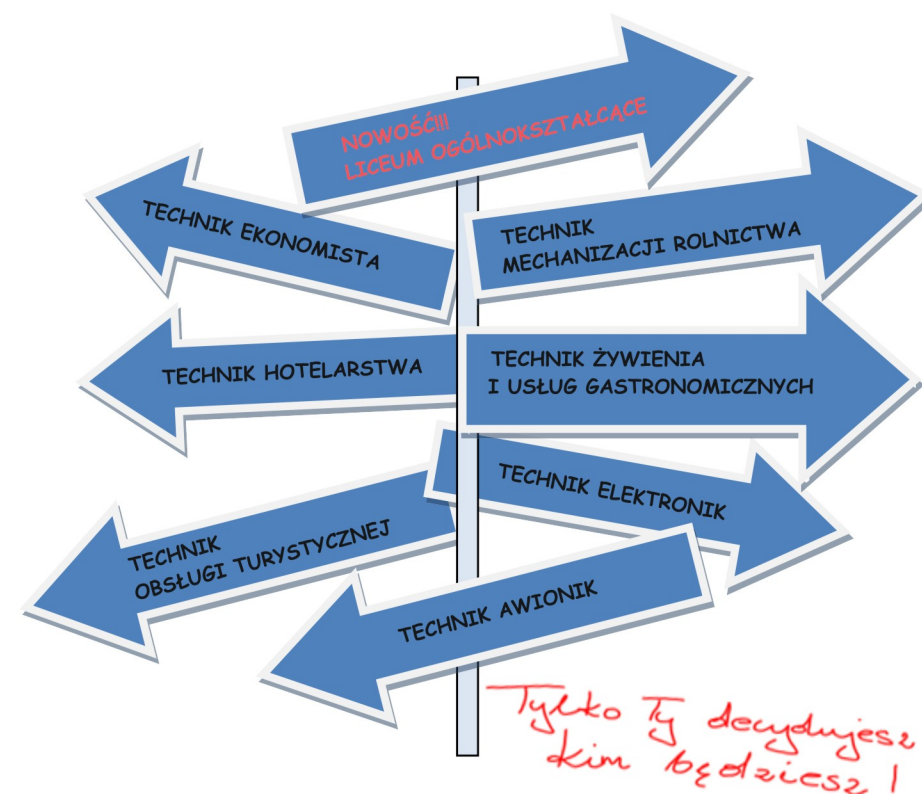 NOWOŚĆ!!!
LICEUM OGÓLNOKSZTAŁCĄCE
TECHNIK EKONOMISTA
TECHNIK
MECHANIZACJI ROLNICTWA
TECHNIK HOTELARSTWA
TECHNIK ŻYWIENIA
I USŁUG GASTRONOMICZNYCH
TECHNIK ELEKTRONIK
TECHNIK
OBSŁUGI TURYSTYCZNEJ
TECHNIK AWIONIK
Tylko Ty decydujesz
kim będziesz !